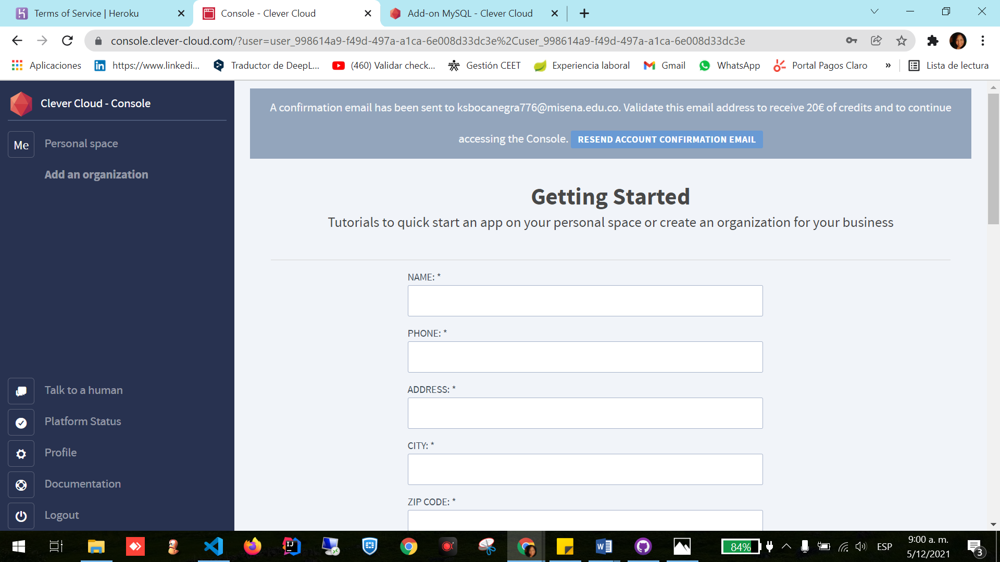 Terms of Service | Heroku
Console - Clever Cloud
Add-on MySQL - Clever Cloud
console.clever-cloud.com/?user=user_998614a9-f49d-497a-a1ca-6e008d33dc3e%2Cuser_998614a9-f49d-497a-a1ca-6e008d33dc3e
Aplicaciones
https://www.linkedi...
Traductor de DeepL...
(460) Validar check...
SENA
Gestión CEET
Experiencia laboral
Gmail
WhatsApp
Portal Pagos Claro
»
Lista de lectura
Clever Cloud - Console
Me
Personal space
Add an organization
Talk to a human
Platform Status
Profile
Documentation
Logout
A confirmation email has been sent to ksbocanegra776@misena.edu.co. Validate this email address to receive 20€ of credits and to continue
accessing the Console. RESEND ACCOUNT CONFIRMATION EMAIL
Getting Started
Tutorials to quick start an app on your personal space or create an organization for your business
NAME: *
PHONE: *
ADDRESS: *
CITY: *
ZIP CODE: *
84%
ESP
9:00 a. m.
5/12/2021
3